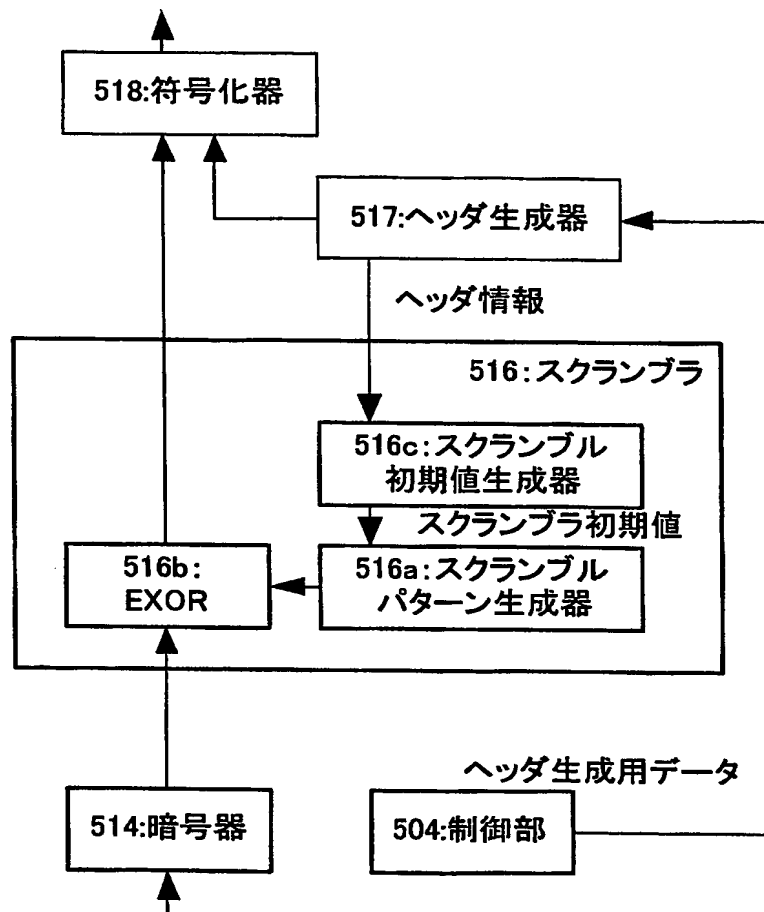 518:符号化器
517:ヘッダ生成器
ヘッダ情報
516:スクランブラ
516c:スクランブル
初期値生成器
スクランブラ初期値
516b:
EXOR
516a:スクランブル
パターン生成器
ヘッダ生成用データ
514:暗号器
504:制御部